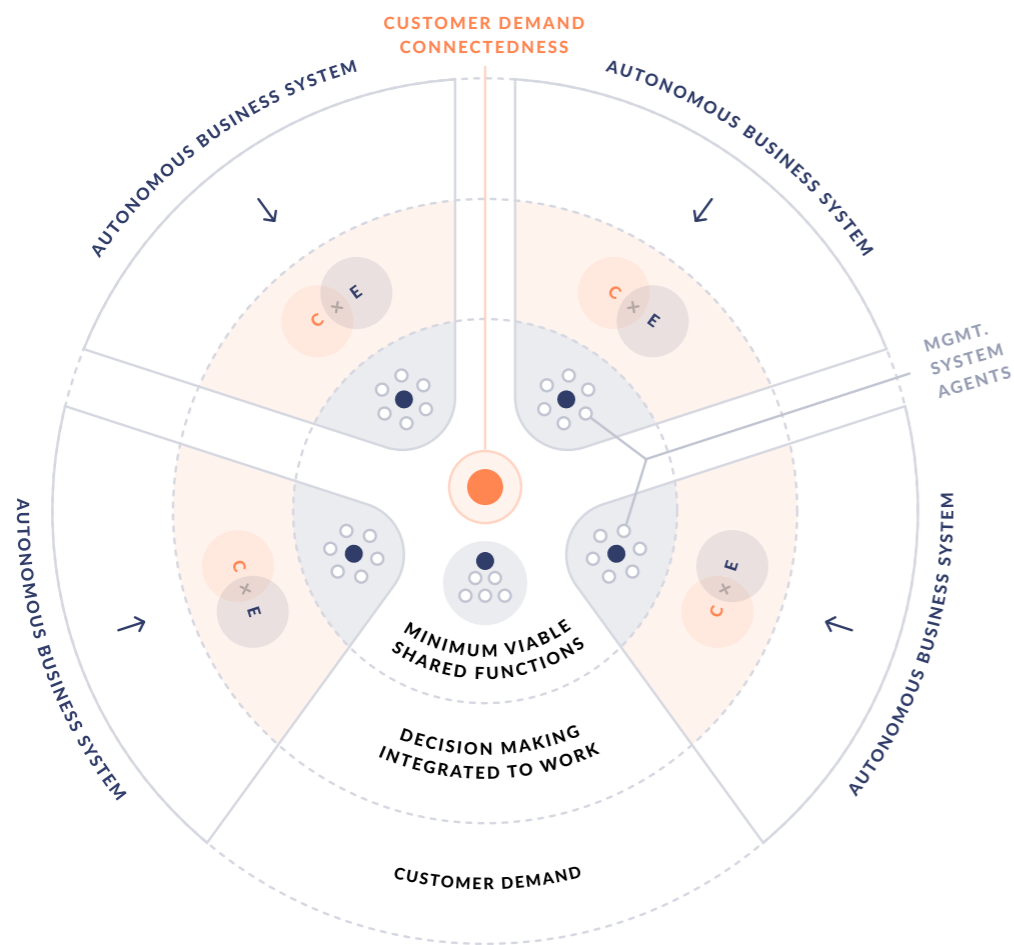 CUSTOMER DEMAND
CONNECTEDNESS
AUTONOMOUS BUSINESS SYSTEM
AUTONOMOUS BUSINESS SYSTEM
C x E
C x E
MGMT.
SYSTEM
AGENTS
AUTONOMOUS BUSINESS SYSTEM
C x E
E x C
AUTONOMOUS BUSINESS SYSTEM
MINIMUM VIABLE
SHARED FUNCTIONS
DECISION MAKING
INTEGRATED TO WORK
CUSTOMER DEMAND